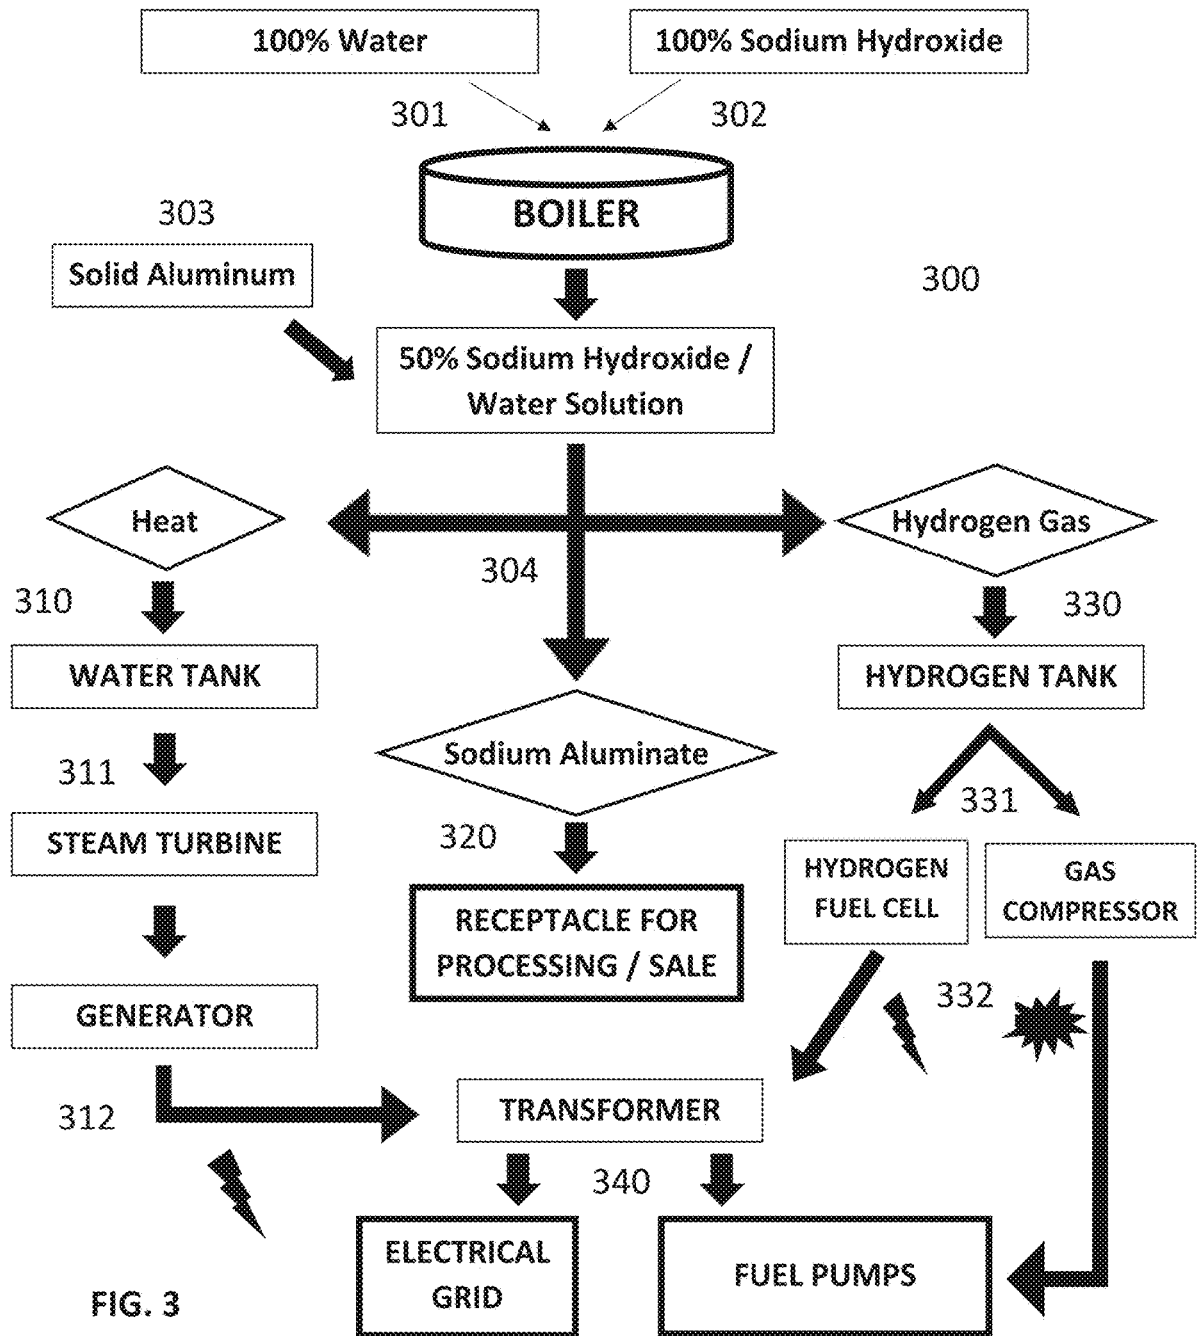 100% Water
100% Sodium Hydroxide
301
302
BOILER
303
Solid Aluminum
300
50% Sodium Hydroxide /
Water Solution
Heat
Hydrogen Gas
304
310
330
WATER TANK
HYDROGEN TANK
Sodium Aluminate
311
331
STEAM TURBINE
320
HYDROGEN
FUEL CELL
GAS
COMPRESSOR
RECEPTACLE FOR
PROCESSING / SALE
332
GENERATOR
312
TRANSFORMER
340
ELECTRICAL
GRID
FUEL PUMPS
FIG. 3